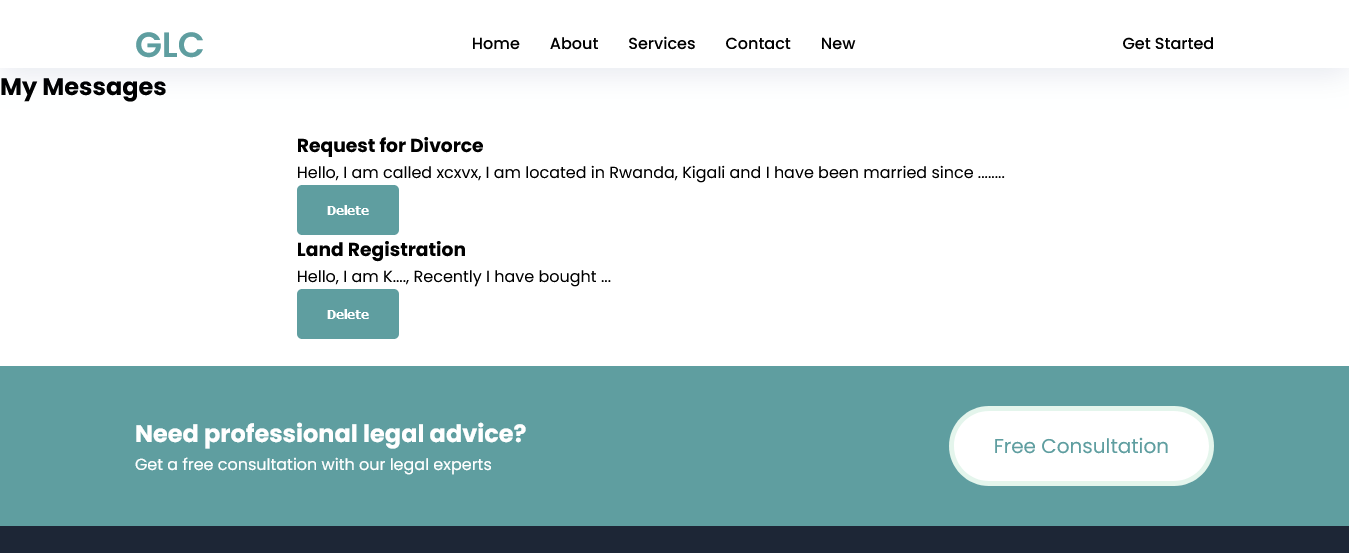 GLC
Home About Services Contact New
Get Started
My Messages
Request for Divorce
Hello, I am called xcxvx, I am located in Rwanda, Kigali and I have been married since ........
Delete
Land Registration
Hello, I am K...., Recently I have bought ...
Delete
Need professional legal advice?
Get a free consultation with our legal experts
Free Consultation